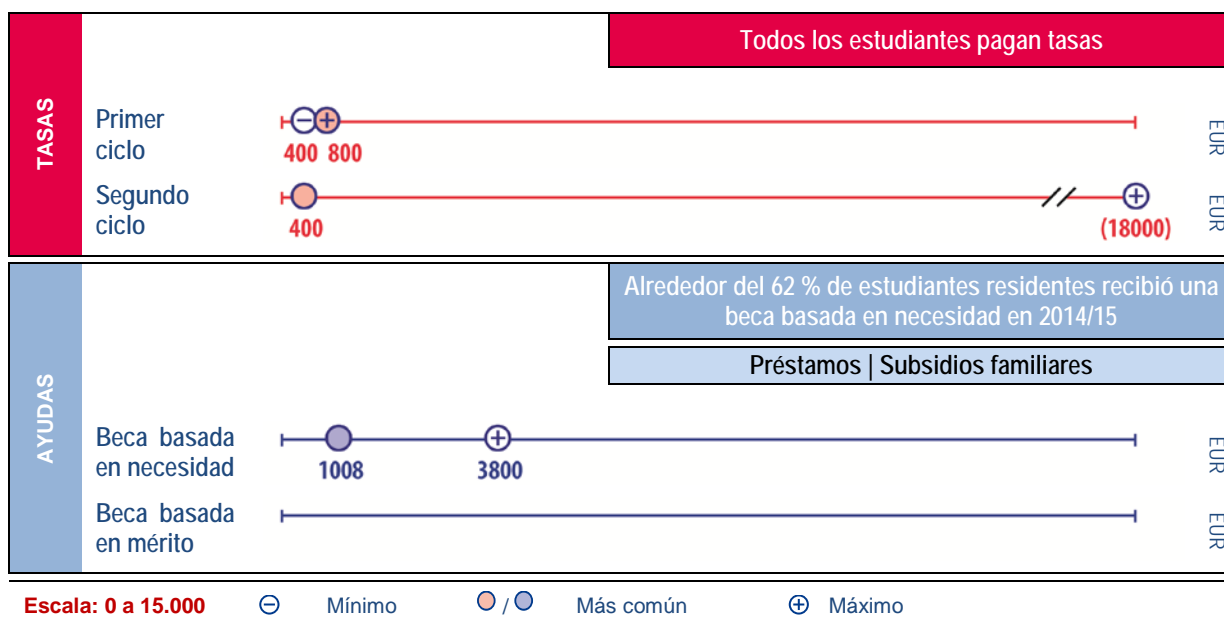 Todos los estudiantes pagan tasas
TASAS
Primer
ciclo
400 800
EUR
Segundo
ciclo
400
(18000)
EUR
Alrededor del 62 % de estudiantes residentes recibió una
beca basada en necesidad en 2014/15
Préstamos | Subsidios familiares
AYUDAS
Beca basada
en necesidad
1008
3800
EUR
Beca basada
en mérito
EUR
Escala: 0 a 15.000
Mínimo
/
Más común
Máximo